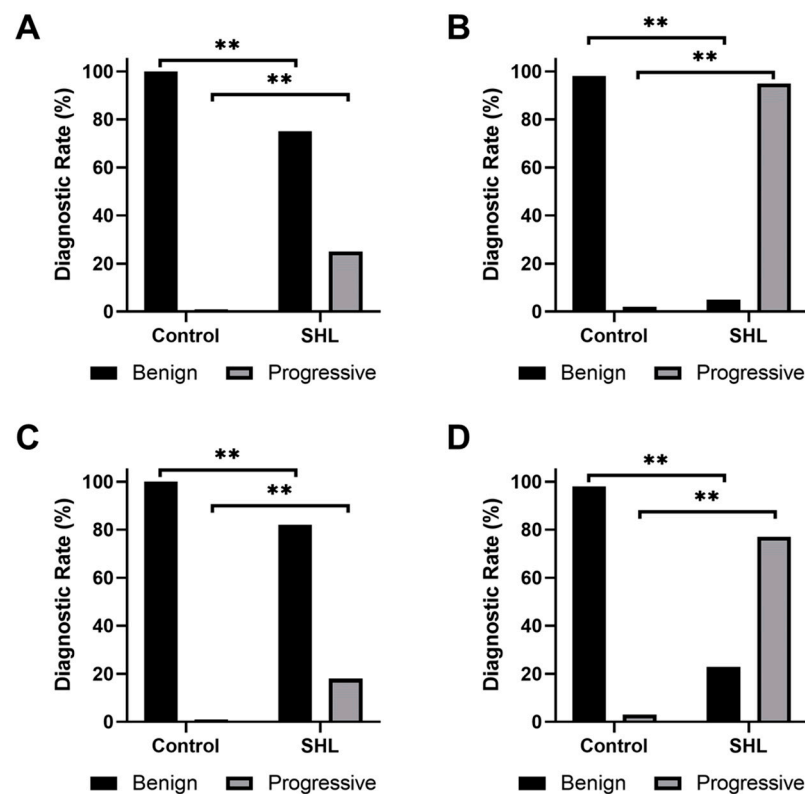 A
**
**
Diagnostic Rate (%)
100
80
60
40
20
0
Control SHL
Benign Progressive
B
**
**
Diagnostic Rate (%)
100
80
60
40
20
0
Control SHL
Benign Progressive
C
**
**
Diagnostic Rate (%)
100
80
60
40
20
0
Control SHL
Benign Progressive
D
**
**
Diagnostic Rate (%)
100
80
60
40
20
0
Control SHL
Benign Progressive